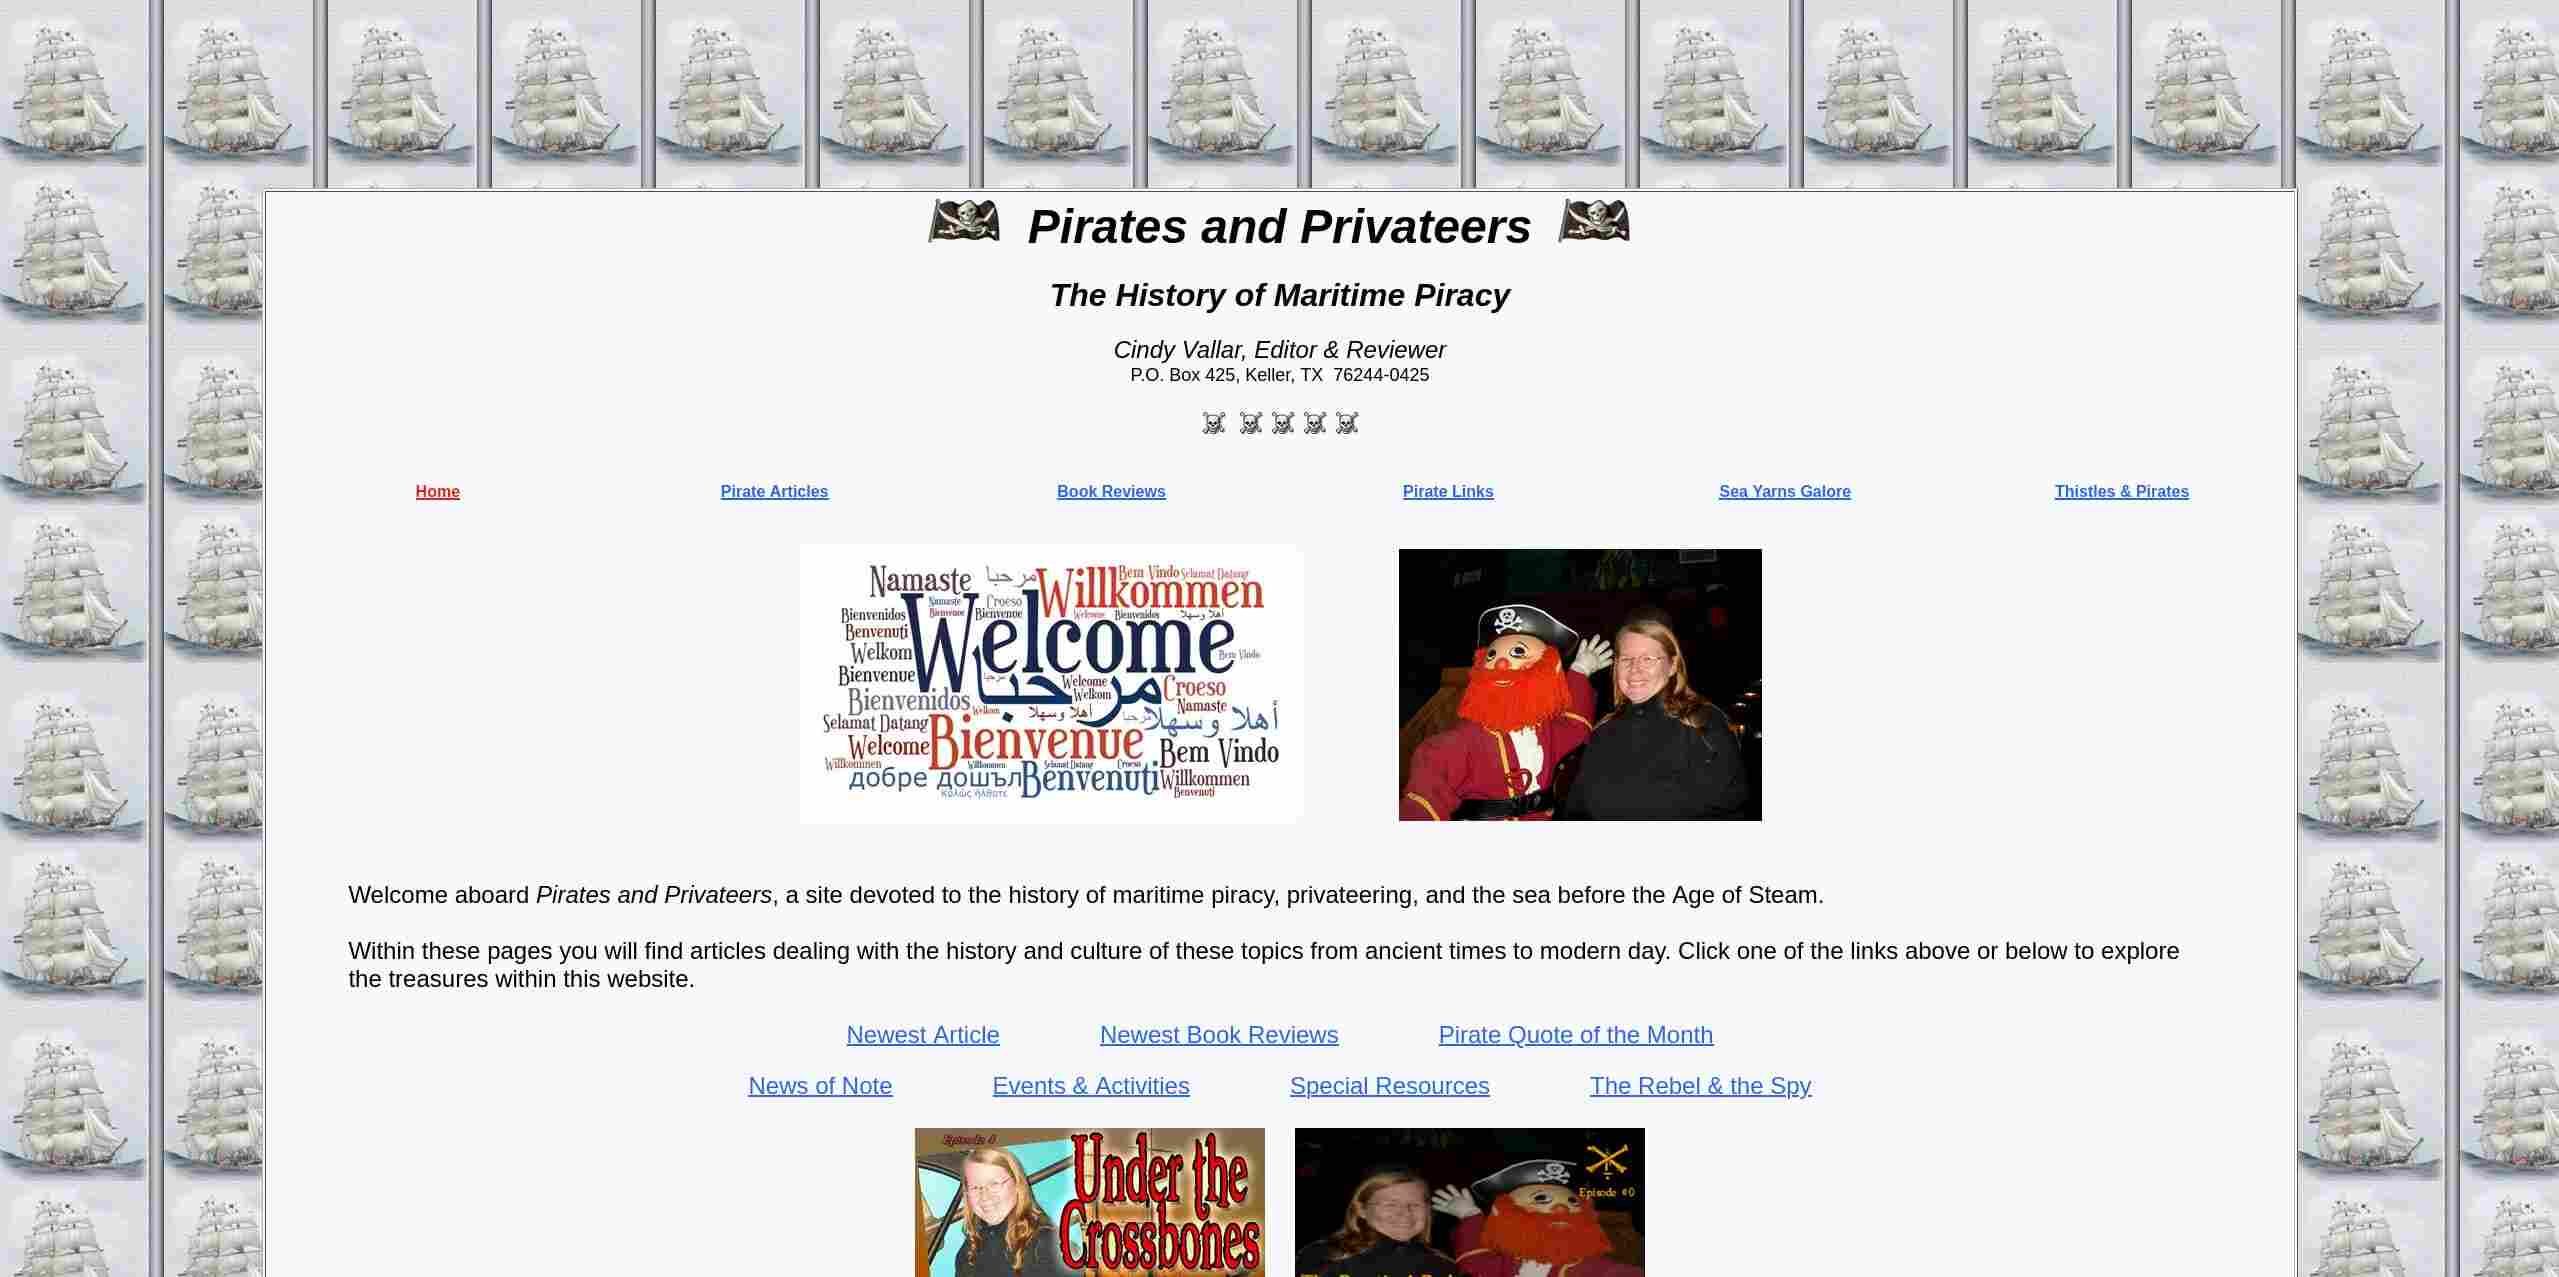 Pirates and Privateers
The History of Maritime Piracy
Cindy Vallar, Editor & Reviewer
P.O. Box 425, Keller, TX 76244-0425
Home Pirate Articles Book Reviews Pirate Links Sea Yarns Galore Thistles & Pirates
Namaste مرحبا Willkommen Bem Vindo Selamat Datang
Namaste Croeso
Bienvenidos Bienvenue Bienvenue Welcome Bienvenidos أهلا وسهلا
Benvenuti Welcome
Welkom Bem Vindo
Bienvenue مرحبا مرحبا Welcome Croeso
Bienvenidos Welkom Namaste
Selamat Datang Welkom أهلا وسهلا مرحبا أهلا وسهلا
Welcome Bienvenue Bem Vindo
Willkommen Willkommen Selamat Datang Croeso
добре дошъл Benvenuti Willkommen
Καλώς ήλθατε Benvenuti
Welcome aboard Pirates and Privateers, a site devoted to the history of maritime piracy, privateering, and the sea before the Age of Steam.
Within these pages you will find articles dealing with the history and culture of these topics from ancient times to modern day. Click one of the links above or below to explore
the treasures within this website.
Newest Article Newest Book Reviews Pirate Quote of the Month
News of Note Events & Activities Special Resources The Rebel & the Spy
Episode 4
Under the
Crossbones
Episode 40